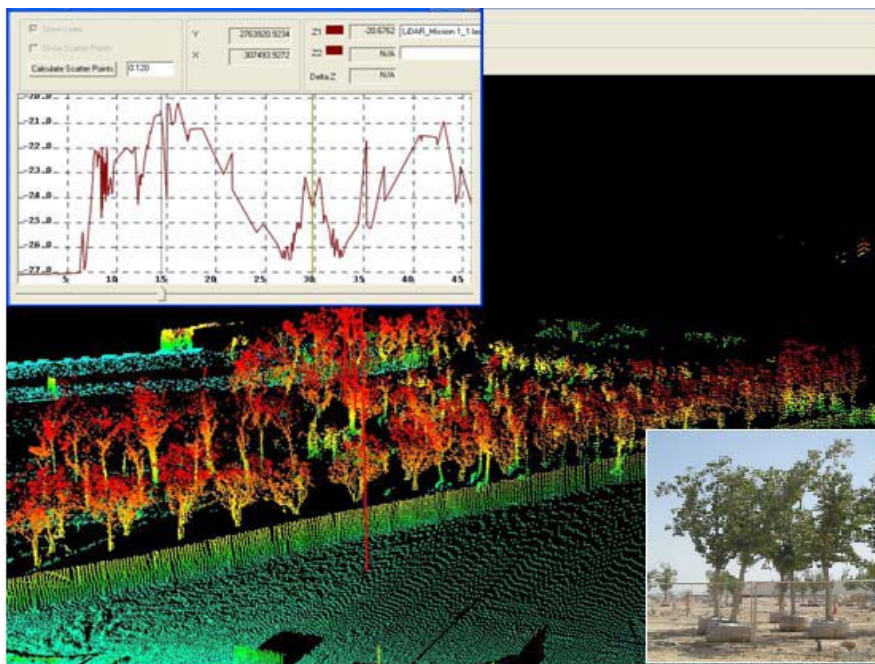 Show Lines
Show Scatter Points
Calculate Scatter Points 0.120
Y 2763920.9234
X 307493.9272
Z1 -20.6762 LiDAR_Mission 1_1.las
Z2 N/A
Delta Z N/A
-20.0
-21.0
-22.0
-23.0
-24.0
-25.0
-26.0
-27.0
5 10 15 20 25 30 35 40 45